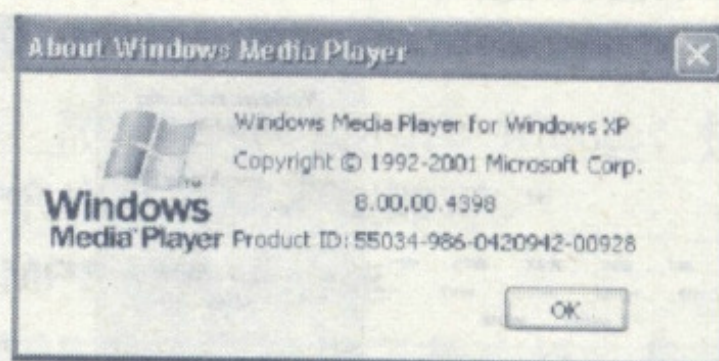 About Windows Media Player
Windows Media Player for Windows XP
Copyright © 1992-2001 Microsoft Corp.
8.00.00.4398
Windows
Media Player
Product ID: 55034-986-0420942-00928
OK